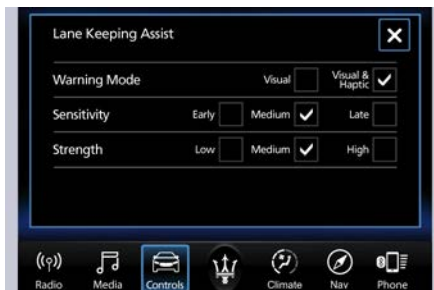 Lane Keeping Assist
Warning Mode Visual Visual & Haptic
Sensitivity Early Medium Late
Strength Low Medium High
Radio Media Controls Climate Nav Phone